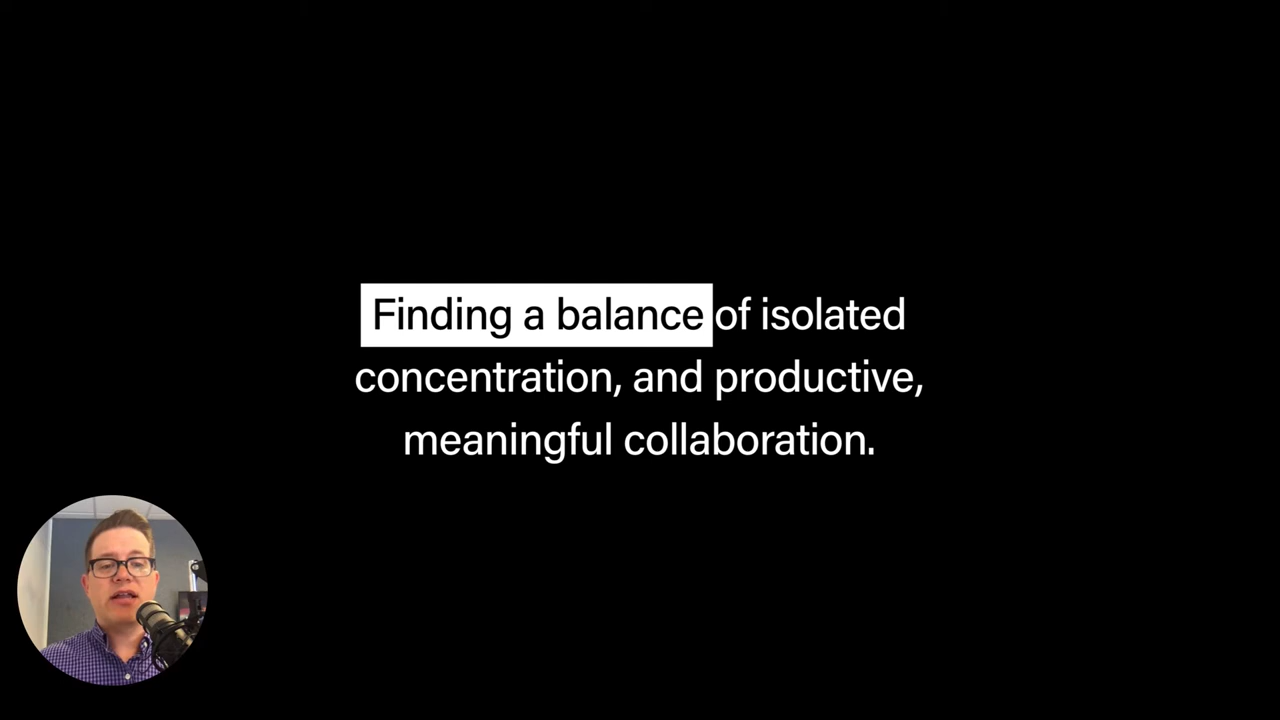 Finding a balance of isolated
concentration, and productive,
meaningful collaboration.